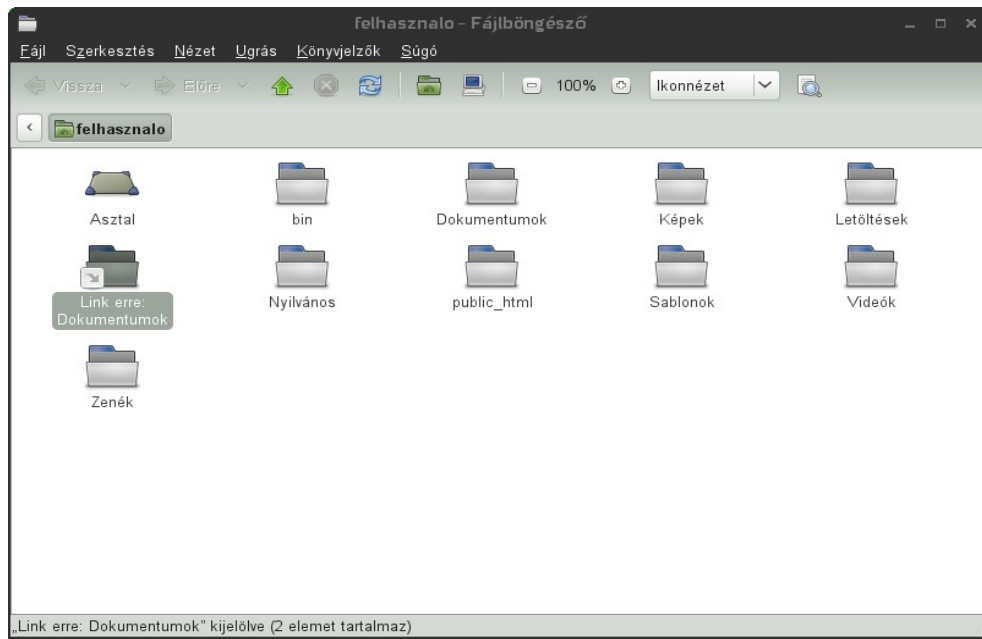 felhasznalo – Fájlböngésző
Fájl Szerkesztés Nézet Ugrás Könyvjelzők Súgó
Vissza Előre 100% Ikonnézet
felhasznalo
Asztal bin Dokumentumok Képek Letöltések
Link erre:
Dokumentumok
Nyilvános public_html Sablonok Videók
Zenék
„Link erre: Dokumentumok” kijelölve (2 elemet tartalmaz)